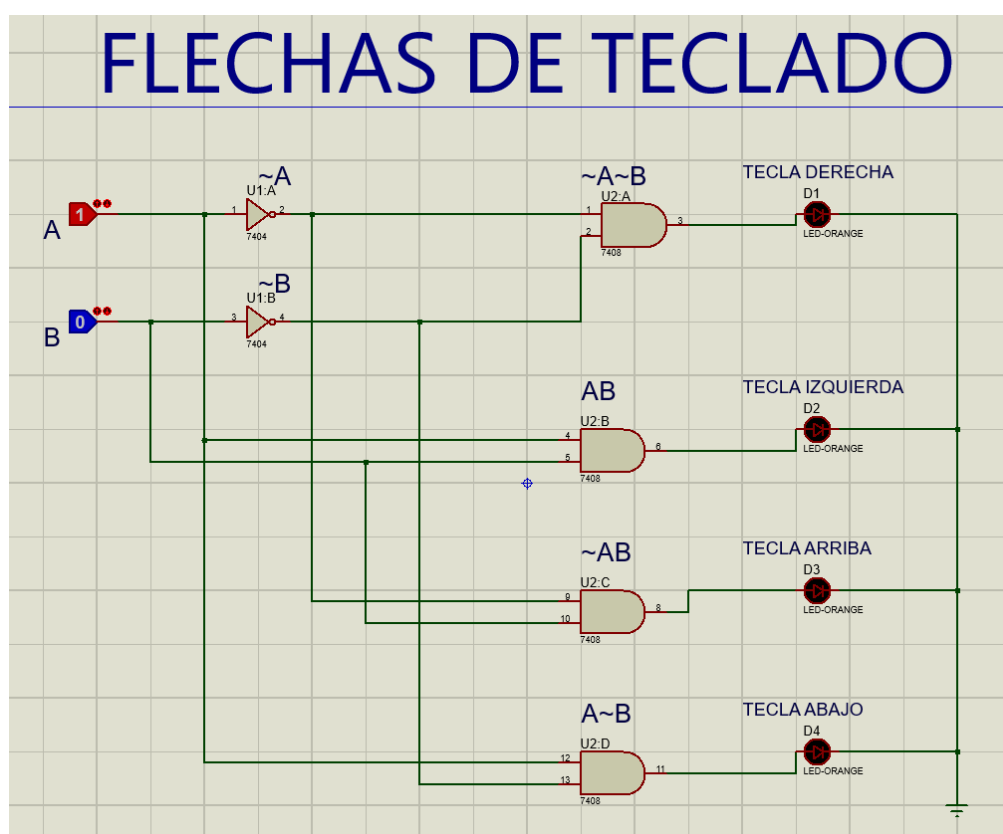 FLECHAS DE TECLADO
~A
U1:A
A
1
1
2
7404
~B
U1:B
B
0
3
4
7404
~A~B
U2:A
1
2
3
7408
TECLA DERECHA
D1
LED-ORANGE
AB
U2:B
4
5
6
7408
TECLA IZQUIERDA
D2
LED-ORANGE
~AB
U2:C
9
10
8
7408
TECLA ARRIBA
D3
LED-ORANGE
A~B
U2:D
12
13
11
7408
TECLA ABAJO
D4
LED-ORANGE